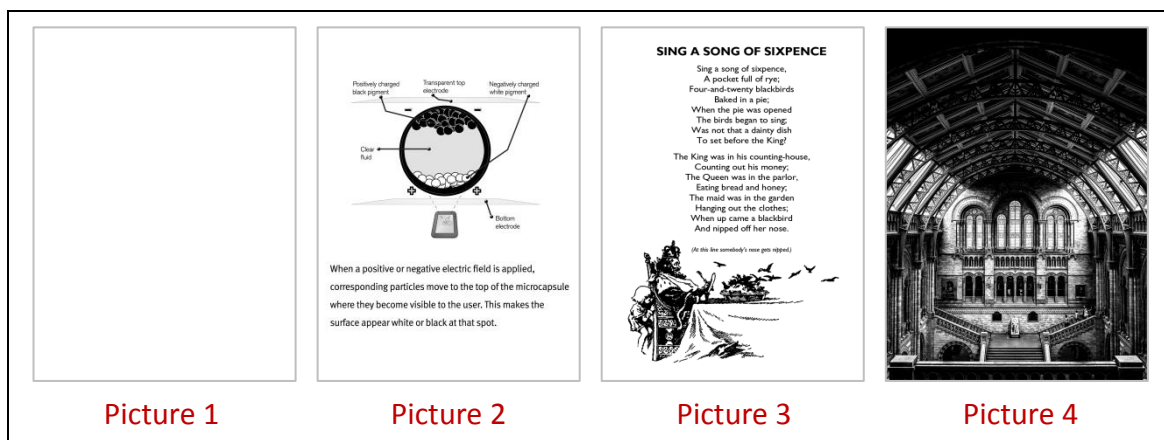 Positively charged
black pigment
Transparent top
electrode
Negatively charged
white pigment
Clear
fluid
Bottom
electrode
When a positive or negative electric field is applied,
corresponding particles move to the top of the microcapsule
where they become visible to the user. This makes the
surface appear white or black at that spot.
SING A SONG OF SIXPENCE
Sing a song of sixpence,
A pocket full of rye;
Four-and-twenty blackbirds
Baked in a pie;
When the pie was opened
The birds began to sing;
Was not that a dainty dish
To set before the King?
The King was in his counting-house,
Counting out his money;
The Queen was in the parlor,
Eating bread and honey;
The maid was in the garden
Hanging out the clothes;
When up came a blackbird
And nipped off her nose.
(At this line somebody's nose gets nipped.)
Picture 1
Picture 2
Picture 3
Picture 4